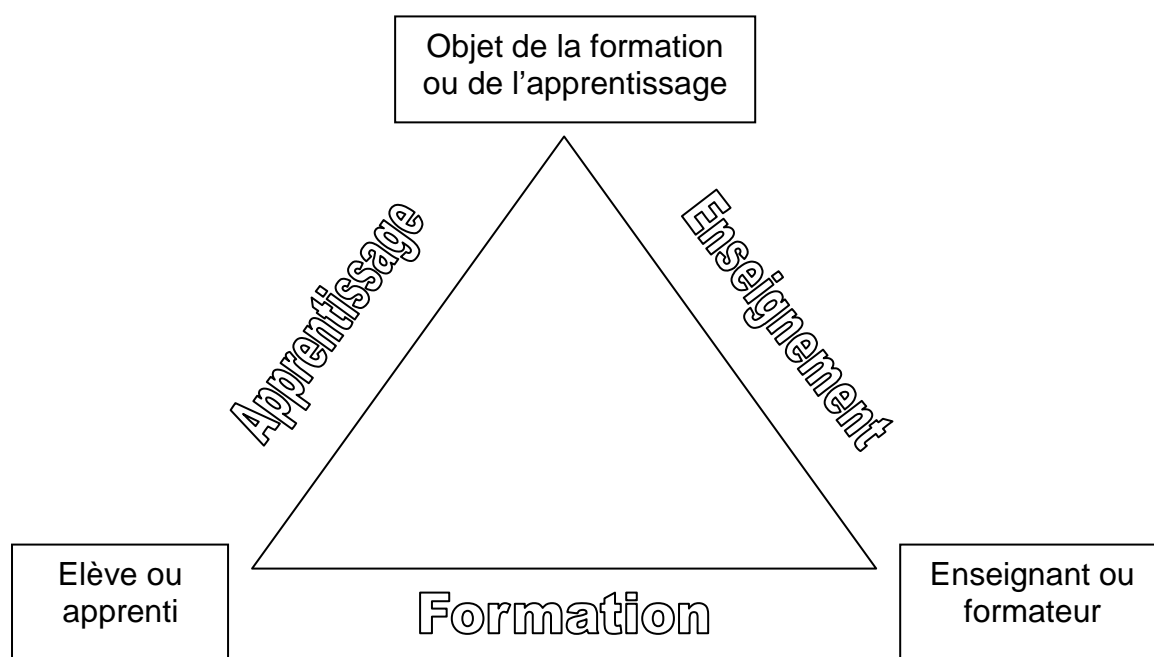 Objet de la formation
ou de l’apprentissage
Apprentissage
Enseignement
Elève ou
apprenti
Formation
Enseignant ou
formateur